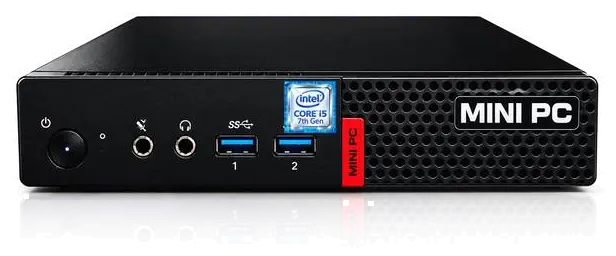 SS
1
2
intel
CORE i5
7th Gen
MINI PC
MINI PC